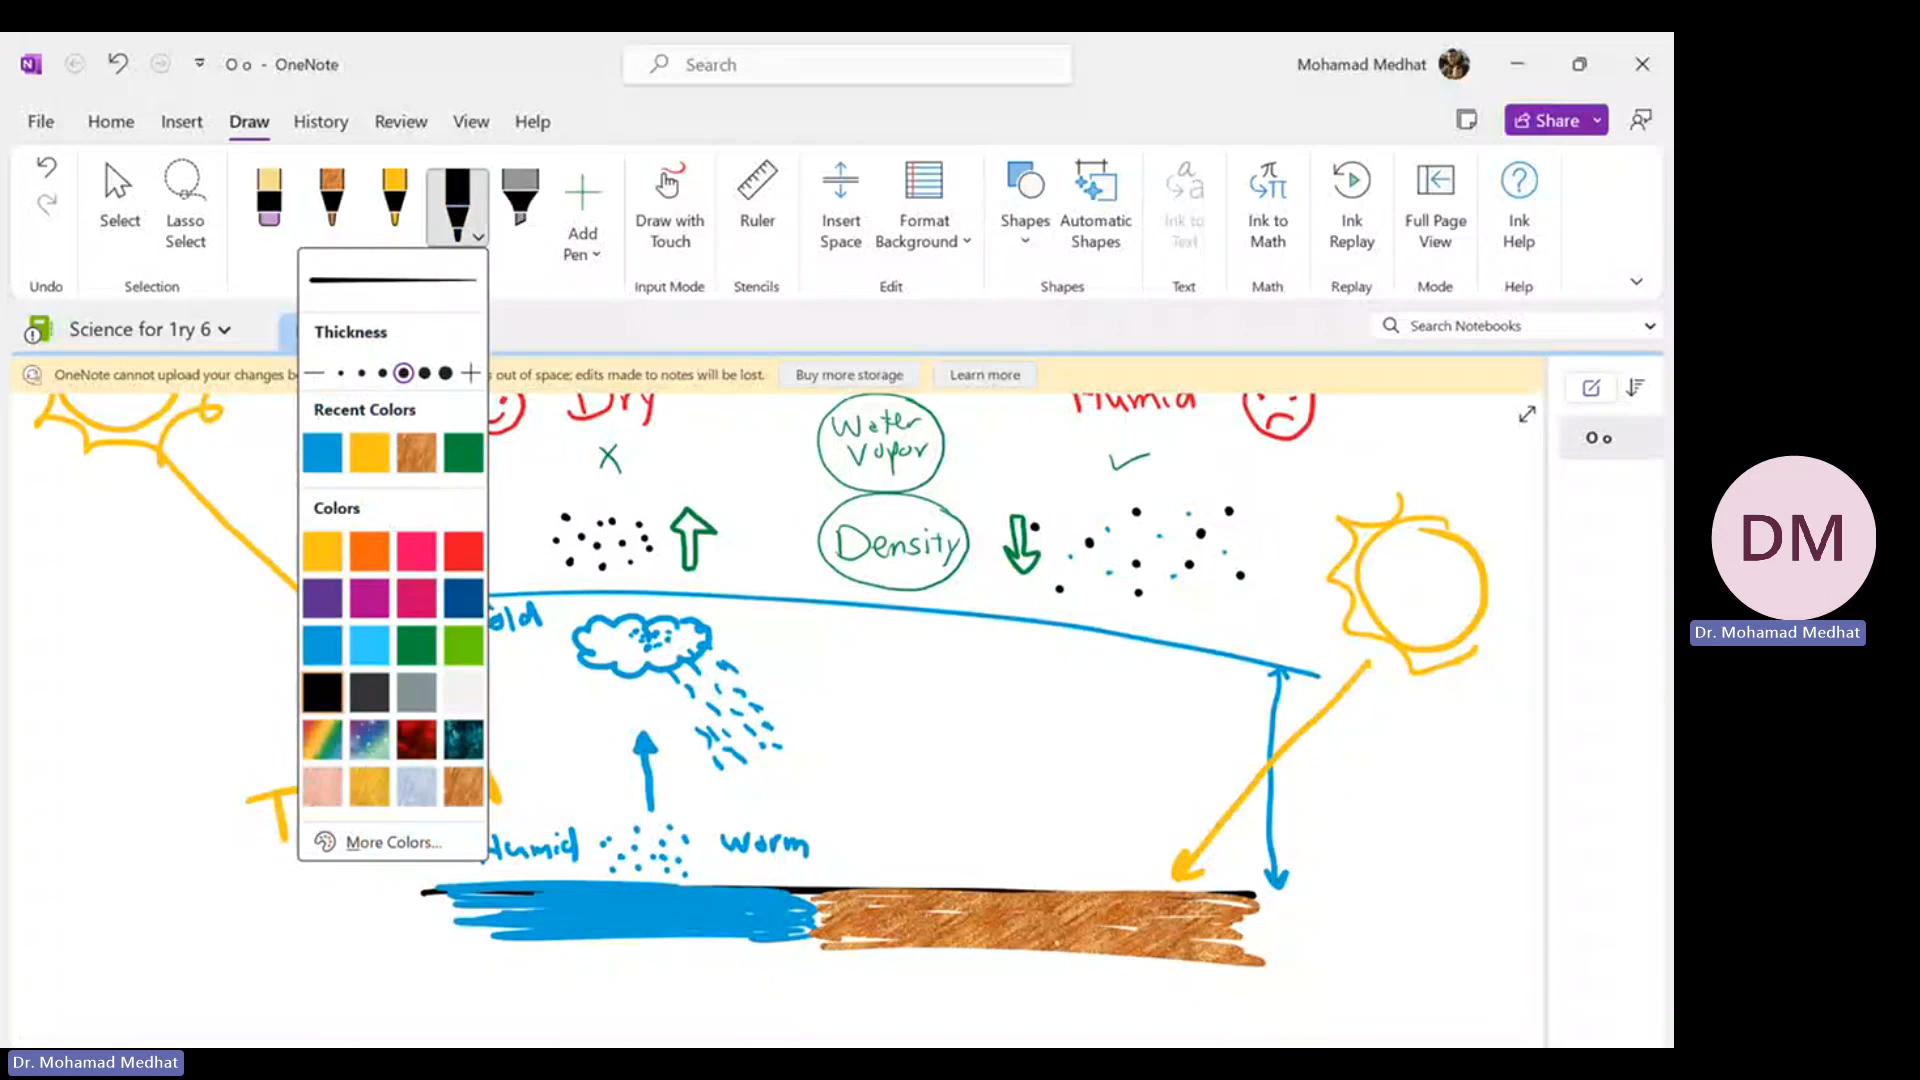 O o - OneNote
Search
Mohamad Medhat
File Home Insert Draw History Review View Help
Share
Select
Lasso Select
Add Pen
Draw with Touch
Ruler
Insert Space
Format Background
Shapes
Automatic Shapes
Ink to Text
Ink to Math
Ink Replay
Full Page View
Ink Help
Undo Selection Input Mode Stencils Edit Shapes Text Math Replay Mode Help
Science for 1ry 6
Search Notebooks
Thickness
OneNote cannot upload your changes b
out of space; edits made to notes will be lost.
Buy more storage
Learn more
Recent Colors
Colors
More Colors...
O o
Dry
Humid
Water
Vapor
Density
old
T
Humid
Worm
DM
Dr. Mohamad Medhat
Dr. Mohamad Medhat